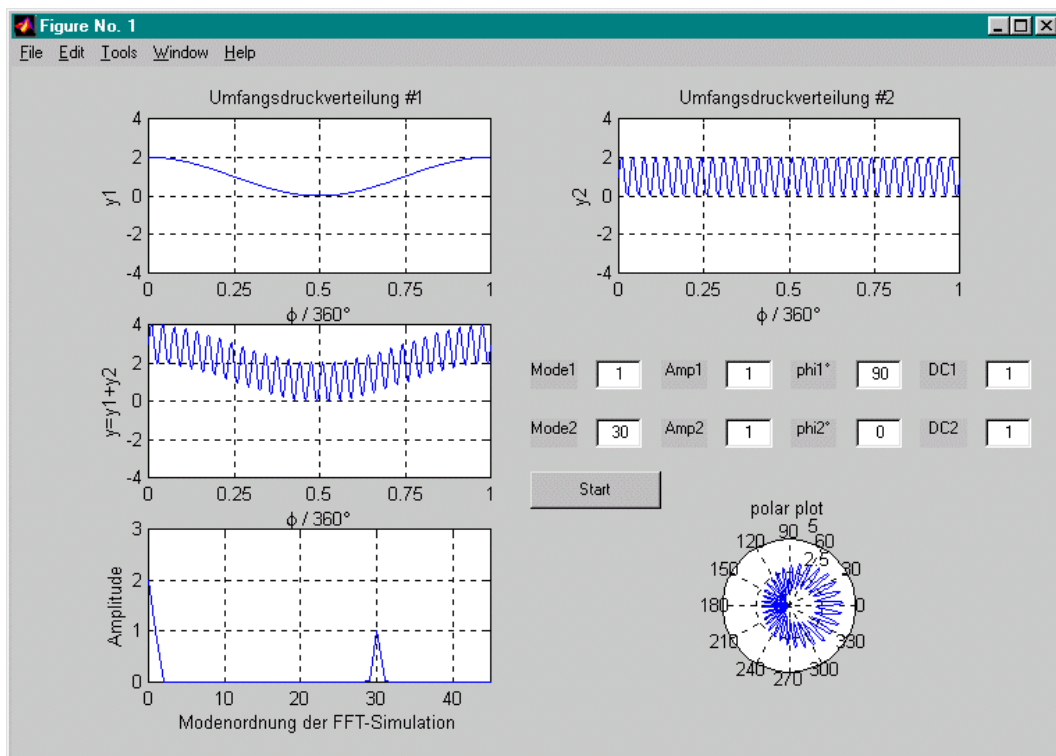 Figure No. 1
File Edit Tools Window Help
Umfangsdruckverteilung #1
4
2
0
-2
-4
y1
0 0.25 0.5 0.75 1
ϕ / 360°
Umfangsdruckverteilung #2
4
2
0
-2
-4
y2
0 0.25 0.5 0.75 1
ϕ / 360°
4
2
0
-2
-4
y=y1+y2
0 0.25 0.5 0.75 1
ϕ / 360°
Mode1 1 Amp1 1 phi1° 90 DC1 1
Mode2 30 Amp2 1 phi2° 0 DC2 1
Start
3
2
1
0
Amplitude
0 10 20 30 40
Modenordnung der FFT-Simulation
polar plot
90 5
120 60
2.5
150 30
180 0
210 330
240 300
270